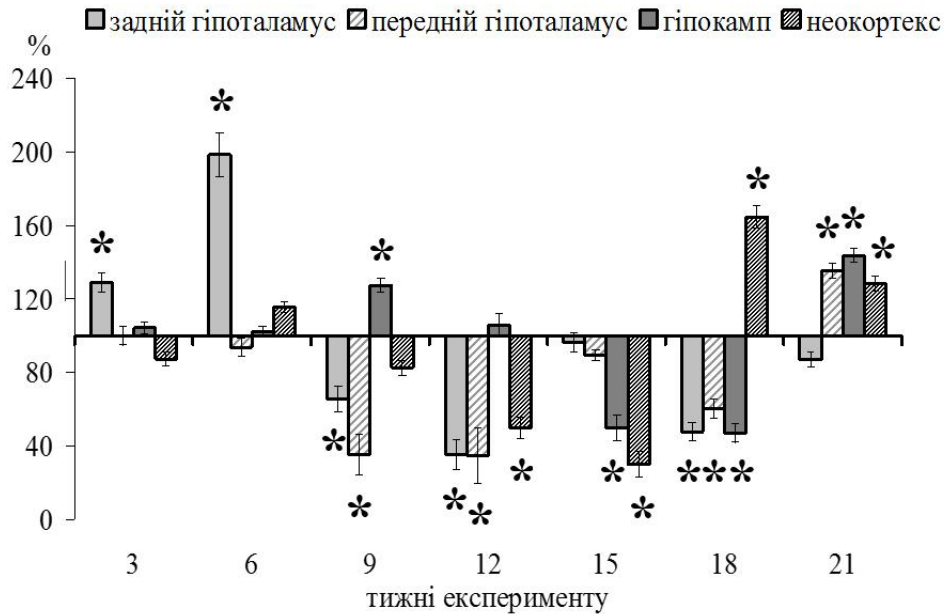 задній гіпоталамус передній гіпоталамус гіпокамп неокортекс
%
240
200
160
120
80
40
0
* * * * * * * * * * * * * * * * * *
3 6 9 12 15 18 21
тижні експерименту